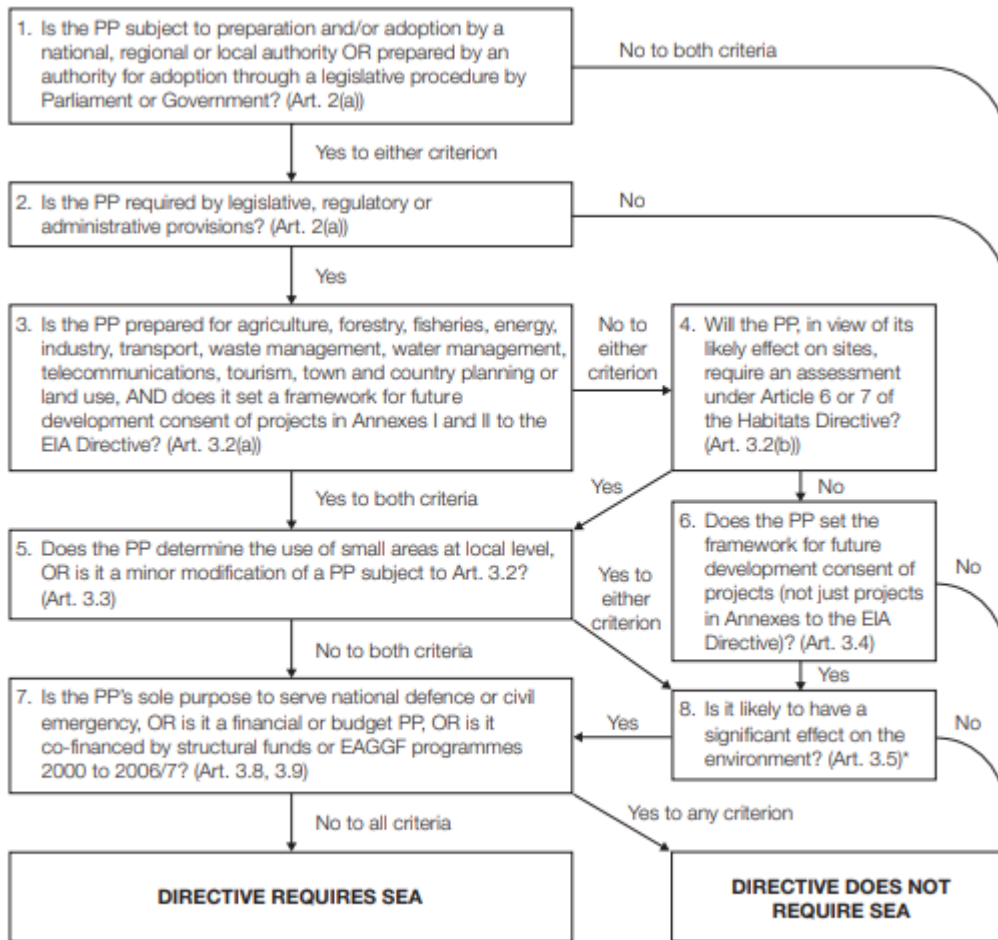 1. Is the PP subject to preparation and/or adoption by a
national, regional or local authority OR prepared by an
authority for adoption through a legislative procedure by
Parliament or Government? (Art. 2(a))
No to both criteria
Yes to either criterion
2. Is the PP required by legislative, regulatory or
administrative provisions? (Art. 2(a))
No
Yes
3. Is the PP prepared for agriculture, forestry, fisheries, energy,
industry, transport, waste management, water management,
telecommunications, tourism, town and country planning or
land use, AND does it set a framework for future
development consent of projects in Annexes I and II to the
EIA Directive? (Art. 3.2(a))
No to
either
criterion
4. Will the PP, in view of its
likely effect on sites,
require an assessment
under Article 6 or 7 of
the Habitats Directive?
(Art. 3.2(b))
Yes to both criteria
Yes
No
5. Does the PP determine the use of small areas at local level,
OR is it a minor modification of a PP subject to Art. 3.2?
(Art. 3.3)
Yes to
either
criterion
6. Does the PP set the
framework for future
development consent of
projects (not just projects
in Annexes to the EIA
Directive)? (Art. 3.4)
No
No to both criteria
Yes
7. Is the PP's sole purpose to serve national defence or civil
emergency, OR is it a financial or budget PP, OR is it
co-financed by structural funds or EAGGF programmes
2000 to 2006/7? (Art. 3.8, 3.9)
Yes
8. Is it likely to have a
significant effect on the
environment? (Art. 3.5)*
No
No to all criteria
Yes to any criterion
DIRECTIVE REQUIRES SEA
DIRECTIVE DOES NOT
REQUIRE SEA